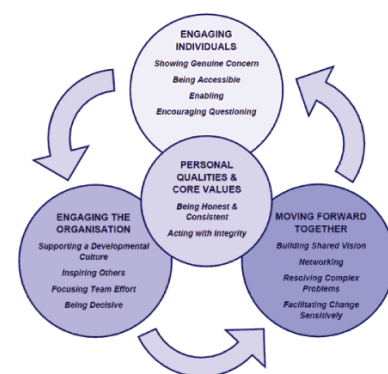 ENGAGING
INDIVIDUALS
Showing Genuine Concern
Being Accessible
Enabling
Encouraging Questioning
PERSONAL
QUALITIES &
CORE VALUES
Being Honest &
Consistent
Acting with Integrity
ENGAGING THE
ORGANISATION
Supporting a Developmental
Culture
Inspiring Others
Focusing Team Effort
Being Decisive
MOVING FORWARD
TOGETHER
Building Shared Vision
Networking
Resolving Complex
Problems
Facilitating Change
Sensitively